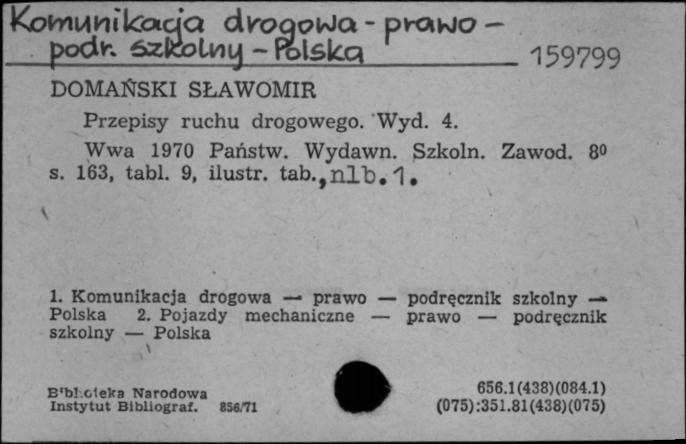 Komunikacja drogowa - prawo -
podr. szkolny - Polska
159799
DOMAŃSKI SŁAWOMIR
Przepisy ruchu drogowego. Wyd. 4.
Wwa 1970 Państw. Wydawn. Szkoln. Zawod. 8⁰
s. 163, tabl. 9, ilustr. tab., nlb. 1.
1. Komunikacja drogowa — prawo — podręcznik szkolny —
Polska 2. Pojazdy mechaniczne — prawo — podręcznik
szkolny — Polska
Biblioteka Narodowa
Instytut Bibliograf. 856/71
656.1(438)(084.1)
(075):351.81(438)(075)